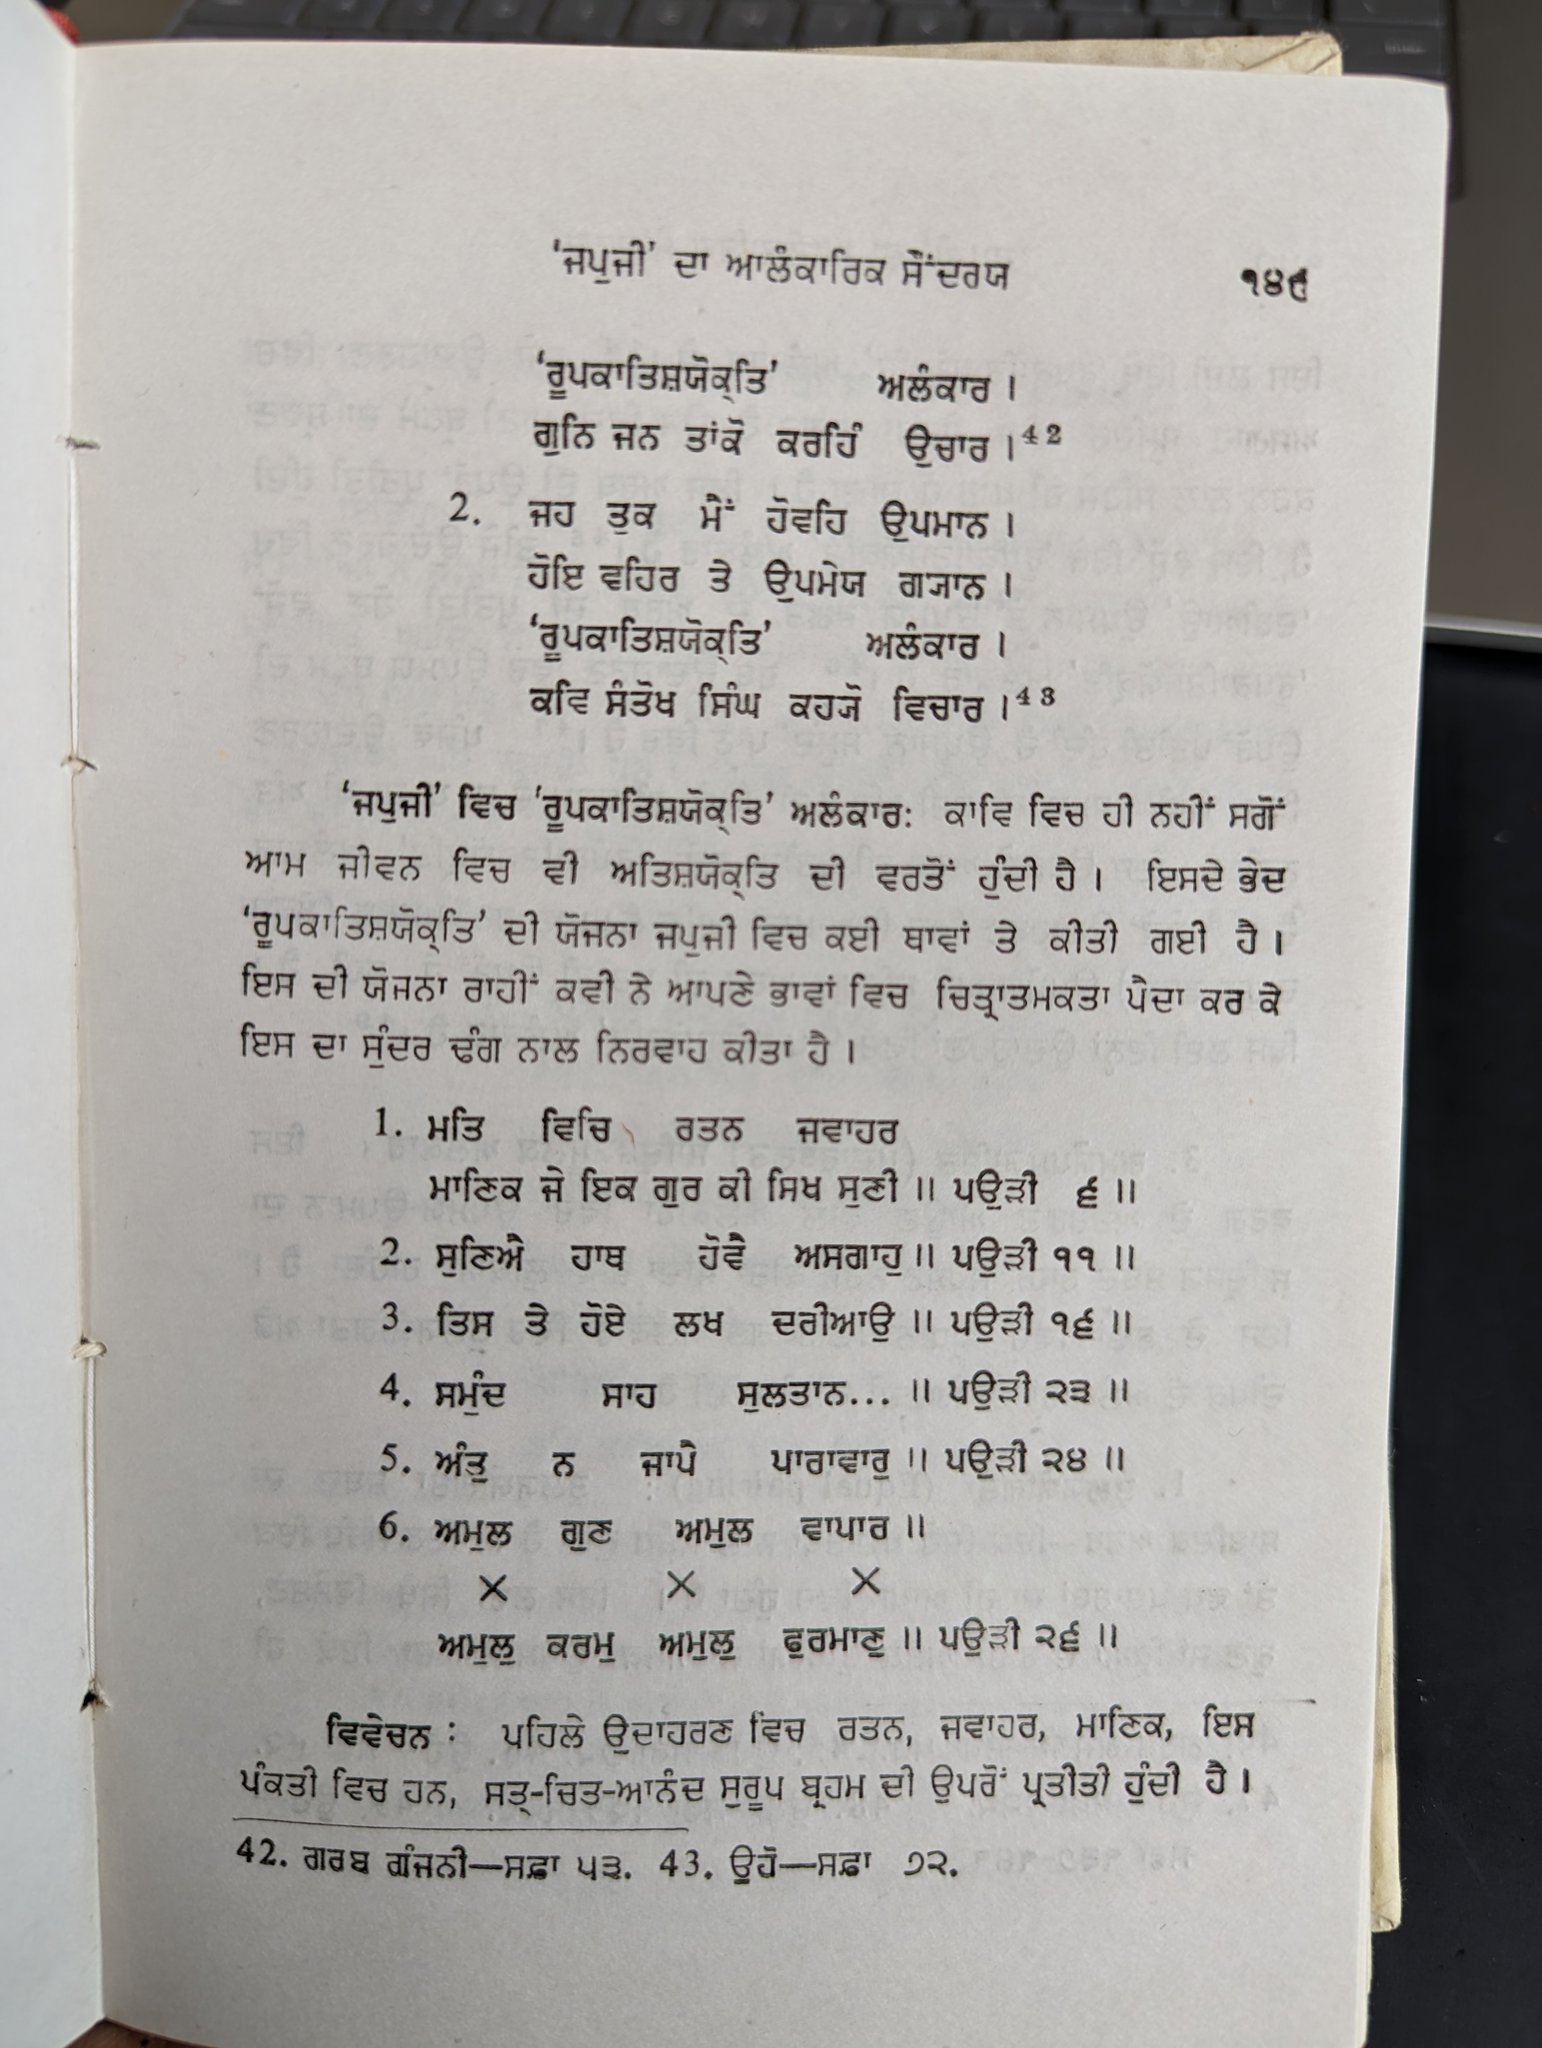 ‘ਜਪੁਜੀ’ ਦਾ ਆਲੰਕਾਰਿਕ ਸੌਂਦਰਯ ੧੪੯
‘ਰੂਪਕਾਤਿਸ਼ਯੋਕ੍ਤਿ’ ਅਲੰਕਾਰ ।
ਗੁਨਿ ਜਨ ਤਾਂਕੋ ਕਰਹਿੰ ਉਚਾਰ ।⁴²
2. ਜਹ ਤੁਕ ਮੈਂ ਹੋਵਹਿ ਉਪਮਾਨ ।
ਹੋਇ ਵਹਿਰ ਤੇ ਉਪਮੇਯ ਗ੍ਯਾਨ ।
‘ਰੂਪਕਾਤਿਸ਼ਯੋਕ੍ਤਿ’ ਅਲੰਕਾਰ ।
ਕਵਿ ਸੰਤੋਖ ਸਿੰਘ ਕਹ੍ਯੋ ਵਿਚਾਰ ।⁴³
‘ਜਪੁਜੀ’ ਵਿਚ ‘ਰੂਪਕਾਤਿਸ਼ਯੋਕ੍ਤਿ’ ਅਲੰਕਾਰ: ਕਾਵਿ ਵਿਚ ਹੀ ਨਹੀਂ ਸਗੋਂ
ਆਮ ਜੀਵਨ ਵਿਚ ਵੀ ਅਤਿਸ਼ਯੋਕ੍ਤਿ ਦੀ ਵਰਤੋਂ ਹੁੰਦੀ ਹੈ । ਇਸਦੇ ਭੇਦ
‘ਰੂਪਕਾਤਿਸ਼ਯੋਕ੍ਤਿ’ ਦੀ ਯੋਜਨਾ ਜਪੁਜੀ ਵਿਚ ਕਈ ਥਾਵਾਂ ਤੇ ਕੀਤੀ ਗਈ ਹੈ ।
ਇਸ ਦੀ ਯੋਜਨਾ ਰਾਹੀਂ ਕਵੀ ਨੇ ਆਪਣੇ ਭਾਵਾਂ ਵਿਚ ਚਿਤ੍ਰਾਤਮਕਤਾ ਪੈਦਾ ਕਰ ਕੇ
ਇਸ ਦਾ ਸੁੰਦਰ ਢੰਗ ਨਾਲ ਨਿਰਵਾਹ ਕੀਤਾ ਹੈ ।
1. ਮਤਿ ਵਿਚਿ ਰਤਨ ਜਵਾਹਰ
ਮਾਣਿਕ ਜੇ ਇਕ ਗੁਰ ਕੀ ਸਿਖ ਸੁਣੀ ॥ ਪਉੜੀ ੬ ॥
2. ਸੁਣਿਐ ਹਾਥ ਹੋਵੈ ਅਸਗਾਹੁ ॥ ਪਉੜੀ ੧੧ ॥
3. ਤਿਸ ਤੇ ਹੋਏ ਲਖ ਦਰੀਆਉ ॥ ਪਉੜੀ ੧੬ ॥
4. ਸਮੁੰਦ ਸਾਹ ਸੁਲਤਾਨ... ॥ ਪਉੜੀ ੨੩ ॥
5. ਅੰਤੁ ਨ ਜਾਪੈ ਪਾਰਾਵਾਰੁ ॥ ਪਉੜੀ ੨੪ ॥
6. ਅਮੁਲ ਗੁਣ ਅਮੁਲ ਵਾਪਾਰ ॥
× × ×
ਅਮੁਲੁ ਕਰਮੁ ਅਮੁਲੁ ਫੁਰਮਾਣੁ ॥ ਪਉੜੀ ੨੬ ॥
ਵਿਵੇਚਨ : ਪਹਿਲੇ ਉਦਾਹਰਣ ਵਿਚ ਰਤਨ, ਜਵਾਹਰ, ਮਾਣਿਕ, ਇਸ
ਪੰਕਤੀ ਵਿਚ ਹਨ, ਸਤ੍-ਚਿਤ-ਆਨੰਦ ਸੁਰੂਪ ਬ੍ਰਹਮ ਦੀ ਉਪਰੋਂ ਪ੍ਰਤੀਤੀ ਹੁੰਦੀ ਹੈ ।
42. ਗਰਬ ਗੰਜਨੀ—ਸਫ਼ਾ ੫੩. 43. ਉਹੋ—ਸਫ਼ਾ ੭੨.